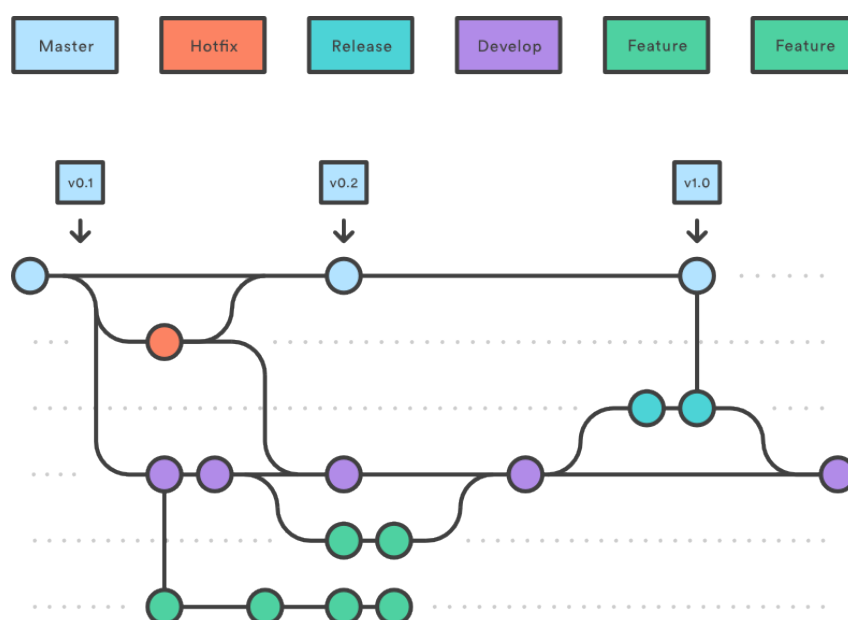 Master
Hotfix
Release
Develop
Feature
Feature
v0.1
v0.2
v1.0